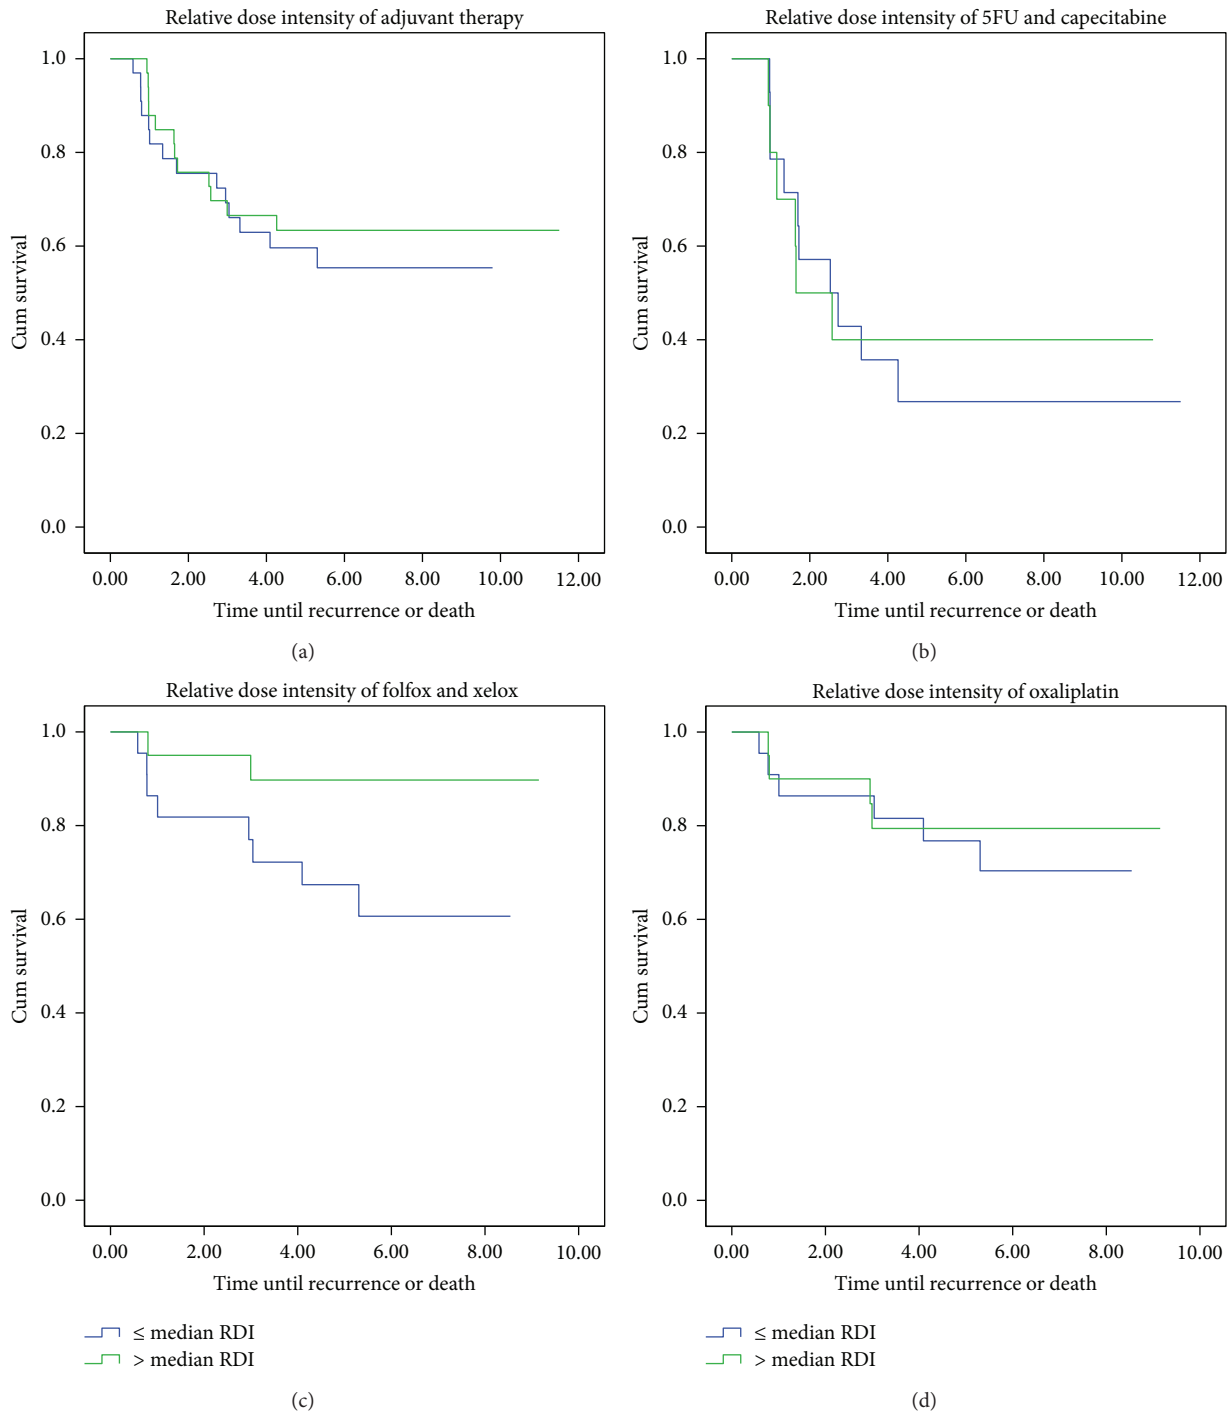 Relative dose intensity of adjuvant therapy
1.0
0.8
0.6
0.4
0.2
0.0
Cum survival
0.00 2.00 4.00 6.00 8.00 10.00 12.00
Time until recurrence or death
(a)
Relative dose intensity of 5FU and capecitabine
1.0
0.8
0.6
0.4
0.2
0.0
Cum survival
0.00 2.00 4.00 6.00 8.00 10.00 12.00
Time until recurrence or death
(b)
Relative dose intensity of folfox and xelox
1.0
0.8
0.6
0.4
0.2
0.0
Cum survival
0.00 2.00 4.00 6.00 8.00 10.00
Time until recurrence or death
≤ median RDI
> median RDI
(c)
Relative dose intensity of oxaliplatin
1.0
0.8
0.6
0.4
0.2
0.0
Cum survival
0.00 2.00 4.00 6.00 8.00 10.00
Time until recurrence or death
≤ median RDI
> median RDI
(d)